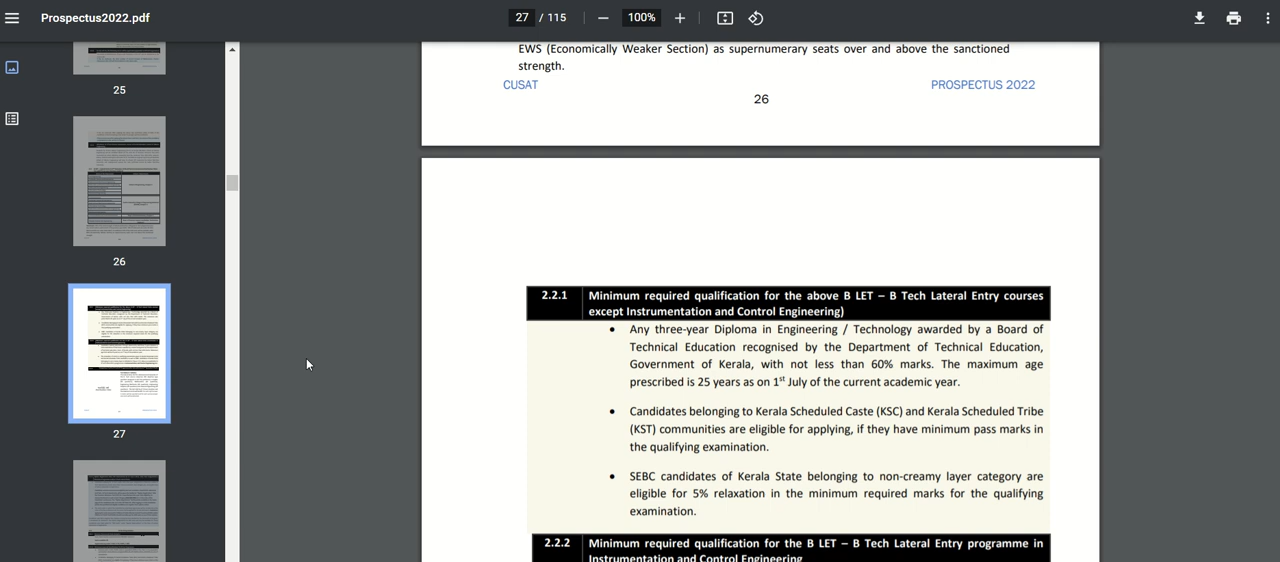 Prospectus2022.pdf
27 / 115
100%
25
26
27
EWS (Economically Weaker Section) as supernumerary seats over and above the sanctioned
strength.
CUSAT PROSPECTUS 2022
26
2.2.1 Minimum required qualification for the above B LET – B Tech Lateral Entry courses
except Instrumentation and Control Engineering)
• Any three-year Diploma in Engineering / Technology awarded by a Board of
Technical Education recognised by the Department of Technical Education,
Government of Kerala, with not less than 60% marks. The maximum age
prescribed is 25 years as on 1st July of the current academic year.
• Candidates belonging to Kerala Scheduled Caste (KSC) and Kerala Scheduled Tribe
(KST) communities are eligible for applying, if they have minimum pass marks in
the qualifying examination.
• SEBC candidates of Kerala State belonging to non-creamy layer category are
eligible for 5% relaxation in the minimum required marks for the qualifying
examination.
2.2.2 Minimum required qualification for the B LET – B Tech Lateral Entry programme in
Instrumentation and Control Engineering